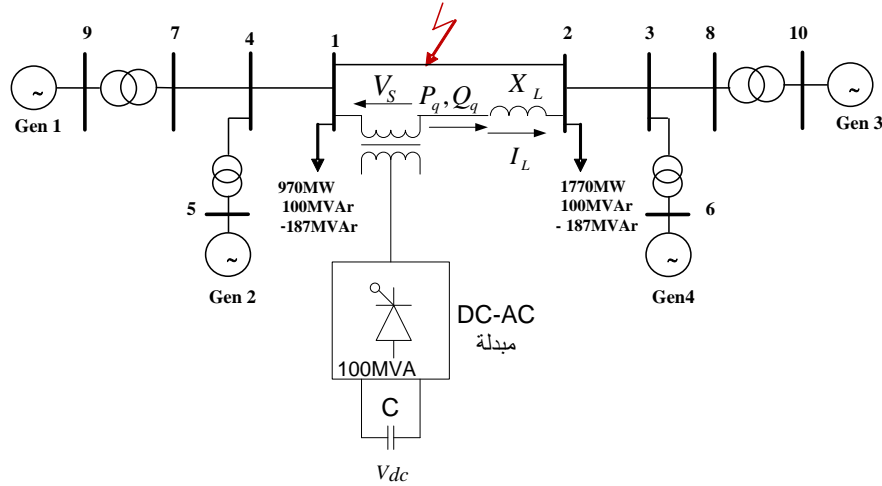 9
7
4
1
2
3
8
10
~
Gen 1
V_S
P_q, Q_q
X_L
I_L
~
Gen 3
970MW
100MVAr
-187MVAr
1770MW
100MVAr
- 187MVAr
5
~
Gen 2
6
~
Gen4
DC-AC
مبدلة
100MVA
C
Vdc